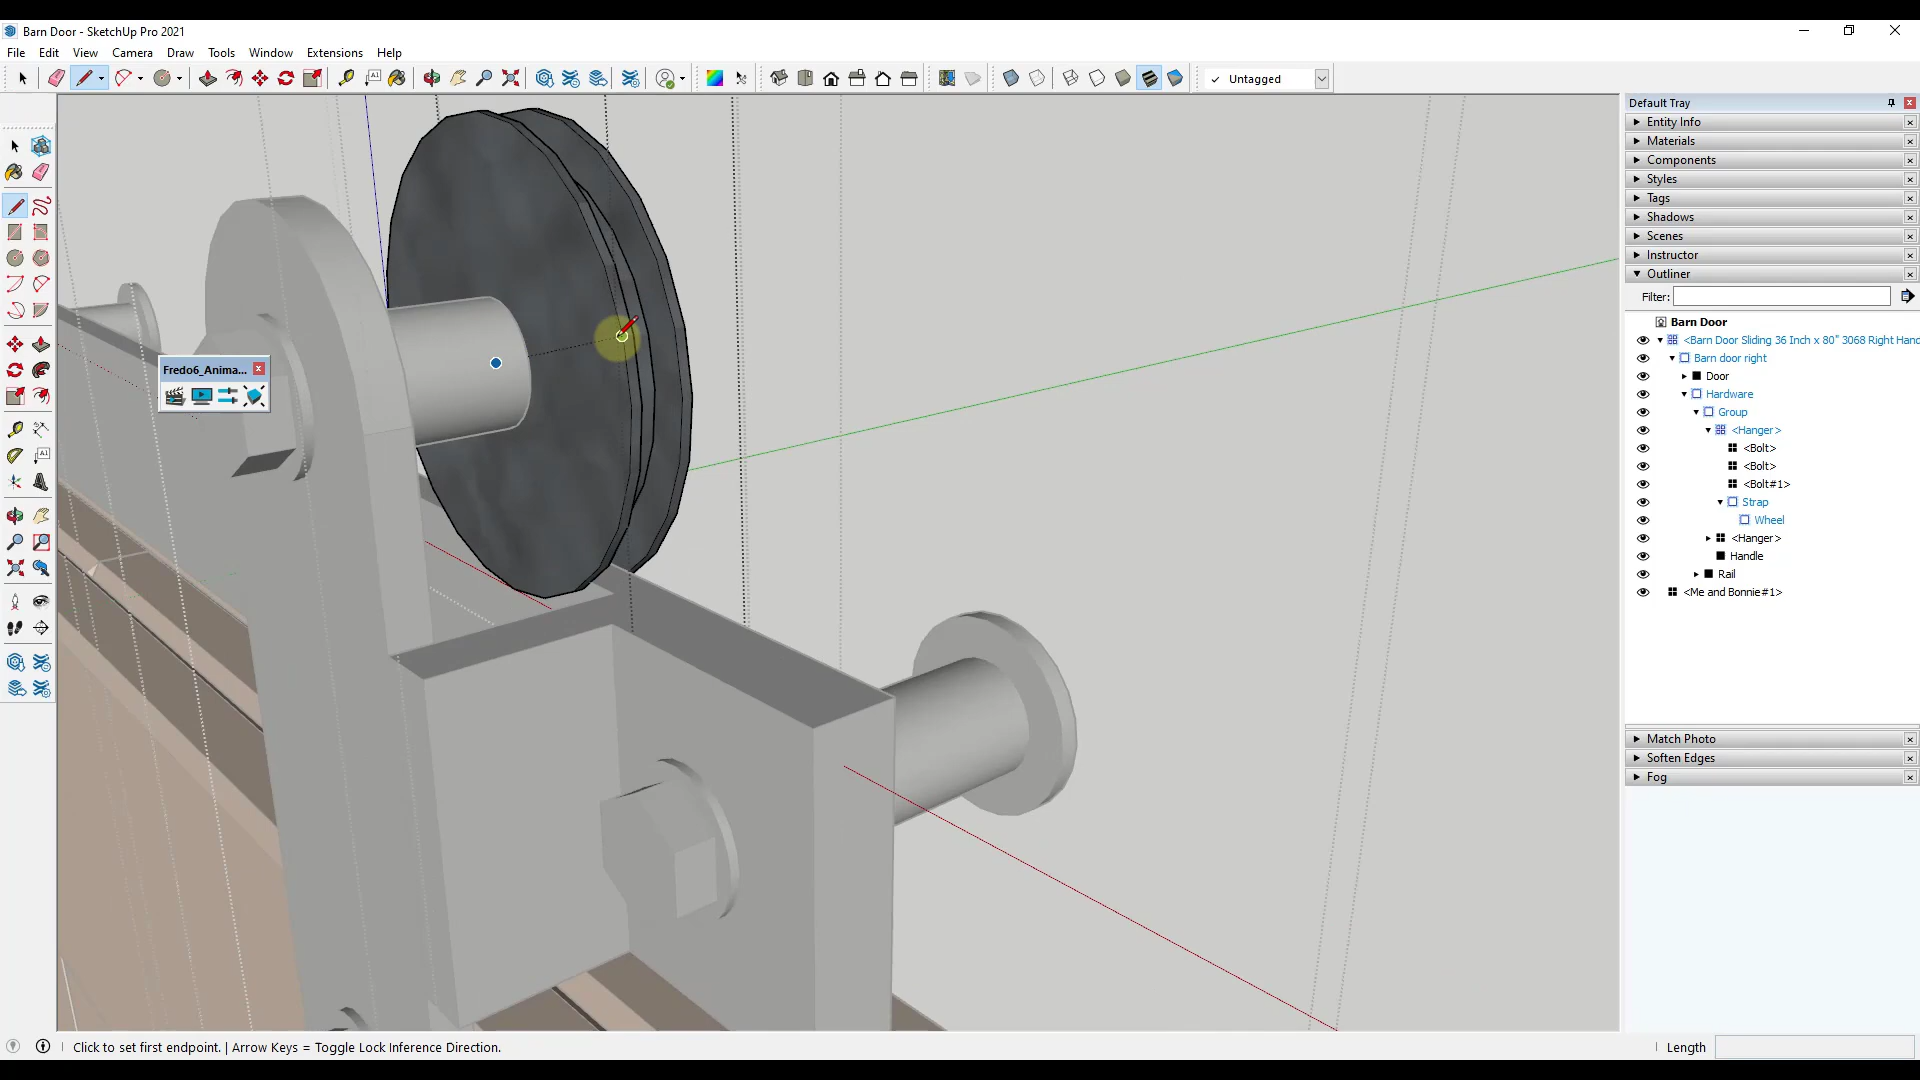 Barn Door - SketchUp Pro 2021
File Edit View Camera Draw Tools Window Extensions Help
Untagged
Default Tray
Entity Info
Materials
Components
Styles
Tags
Shadows
Scenes
Instructor
Outliner
Filter:
Barn Door
<Barn Door Sliding 36 Inch x 80" 3068 Right Hand
Barn door right
Door
Hardware
Group
<Hanger>
<Bolt>
<Bolt>
<Bolt#1>
Strap
Wheel
<Hanger>
Handle
Rail
<Me and Bonnie#1>
Match Photo
Soften Edges
Fog
Fredo6_Anima...
Click to set first endpoint. | Arrow Keys = Toggle Lock Inference Direction.
Length